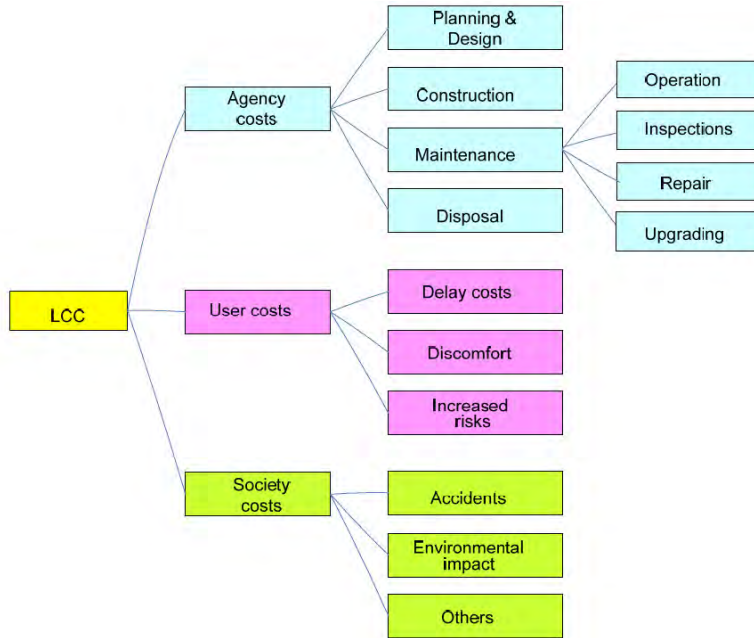 Planning &
Design
Operation
Agency
costs
Construction
Inspections
Maintenance
Repair
Disposal
Upgrading
Delay costs
LCC
User costs
Discomfort
Increased
risks
Society
costs
Accidents
Environmental
impact
Others